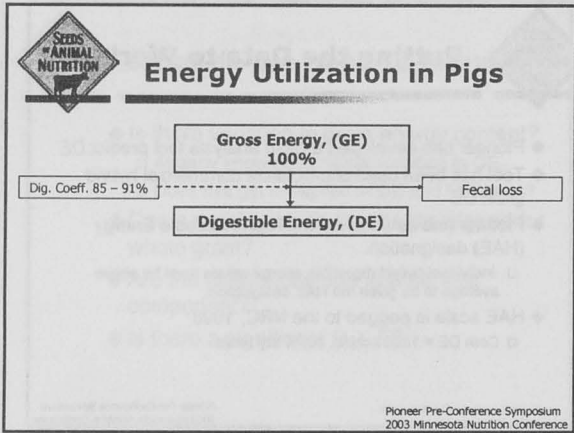 SEEDS
OF ANIMAL
NUTRITION
Energy Utilization in Pigs
Gross Energy, (GE)
100%
Dig. Coeff. 85 – 91%
Fecal loss
Digestible Energy, (DE)
Pioneer Pre-Conference Symposium
2003 Minnesota Nutrition Conference